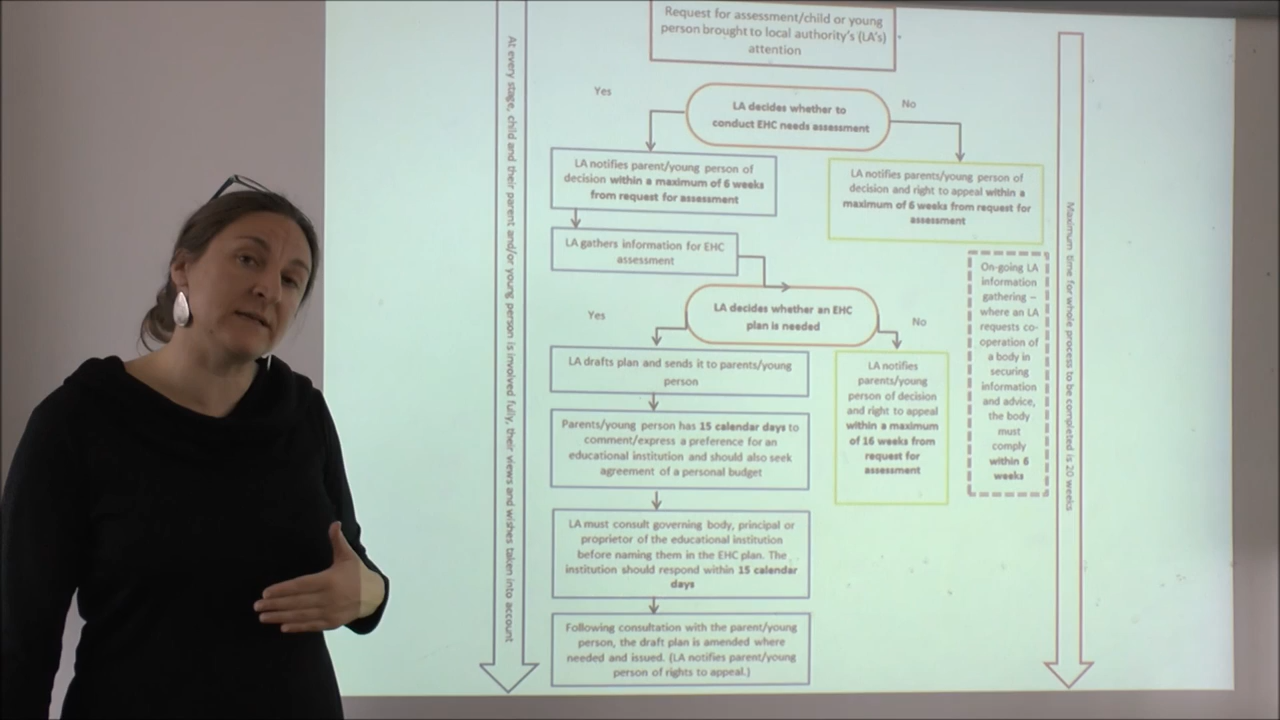 Request for assessment/child or young
person brought to local authority's (LA's)
attention
Yes
LA decides whether to
conduct EHC needs assessment
No
LA notifies parent/young person of
decision within a maximum of 6 weeks
from request for assessment
LA notifies parents/young person of
decision and right to appeal within a
maximum of 6 weeks from request for
assessment
LA gathers information for EHC
assessment
On-going LA
information
gathering –
where an LA
requests co-
operation of
a body in
securing
information
and advice,
the body
must
comply
within 6
weeks
LA decides whether an EHC
plan is needed
Yes
No
LA drafts plan and sends it to parents/young
person
LA notifies
parents/young
person of decision
and right to appeal
within a maximum
of 16 weeks from
request for
assessment
Parents/young person has 15 calendar days to
comment/express a preference for an
educational institution and should also seek
agreement of a personal budget
LA must consult governing body, principal or
proprietor of the educational institution
before naming them in the EHC plan. The
institution should respond within 15 calendar
days
Following consultation with the parent/young
person, the draft plan is amended where
needed and issued. (LA notifies parent/young
person of rights to appeal.)
At every stage, child and their parent and/or young person is involved fully, their views and wishes taken into account
Maximum time for whole process to be completed is 20 weeks